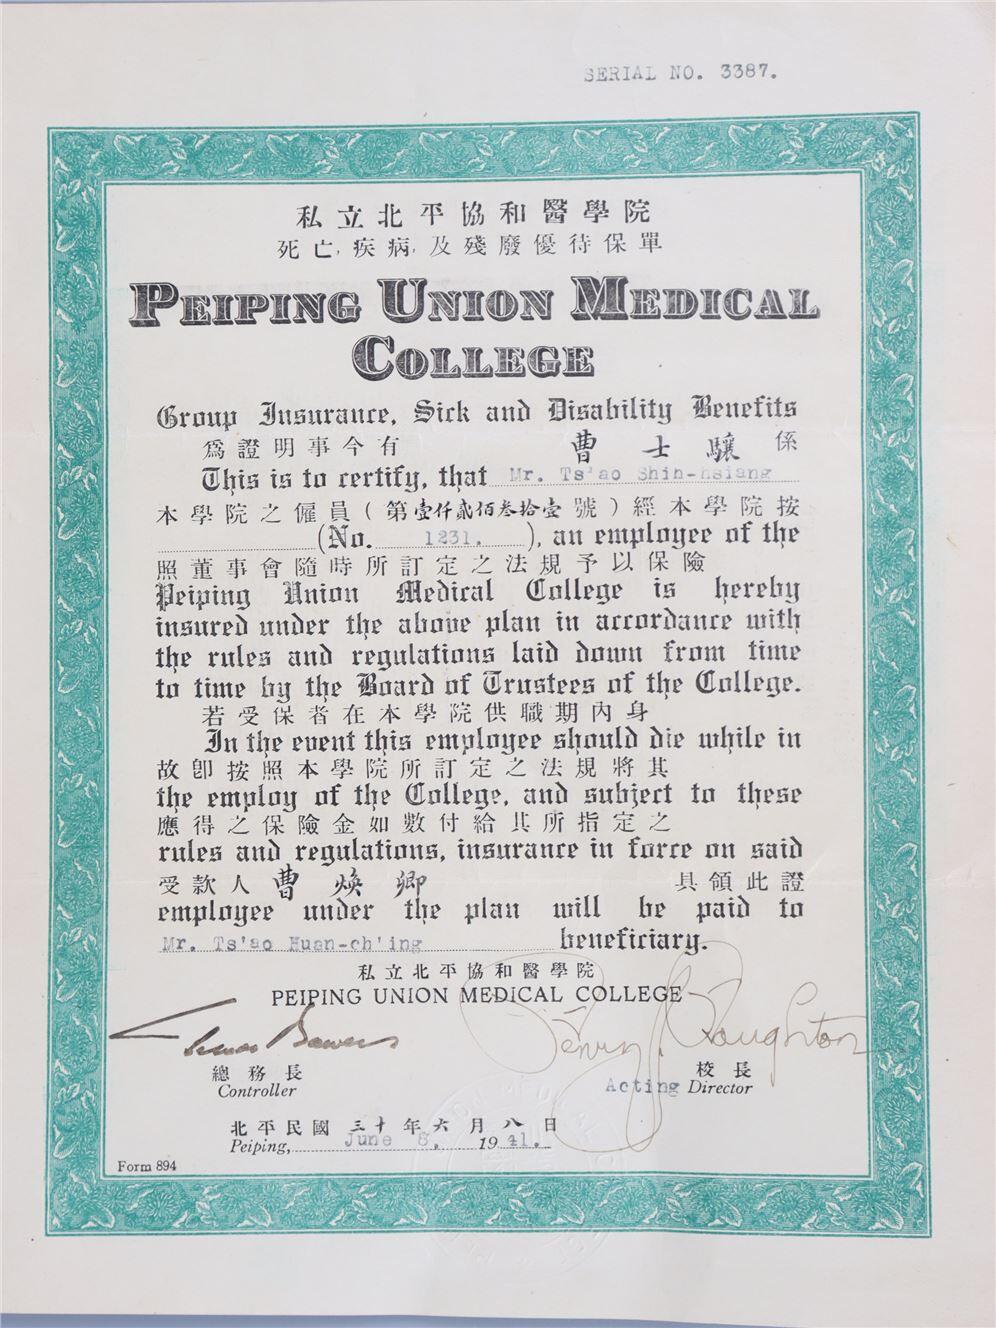 SERIAL NO. 3387.
私立北平協和醫學院
死亡,疾病,及殘廢優待保單
PEIPING UNION MEDICAL
COLLEGE
Group Insurance, Sick and Disability Benefits
爲證明事今有 曹士驤 係
This is to certify, that Mr. Ts'ao Shih-hsiang
本學院之僱員(第壹仟貳佰叁拾壹號)經本學院按
(No. 1231. ), an employee of the
照董事會隨時所訂定之法規予以保險
Peiping Union Medical College is hereby
insured under the above plan in accordance with
the rules and regulations laid down from time
to time by the Board of Trustees of the College.
若受保者在本學院供職期內身
In the event this employee should die while in
故卽按照本學院所訂定之法規將其
the employ of the College, and subject to these
應得之保險金如數付給其所指定之
rules and regulations, insurance in force on said
受款人 曹煥卿 具領此證
employee under the plan will be paid to
Mr. Ts'ao Huan-ch'ing beneficiary.
私立北平協和醫學院
PEIPING UNION MEDICAL COLLEGE
Trevor Bowen
Henry S. Houghton
總務長
Controller
校長
Acting Director
北平民國三十年六月八日
Peiping, June 8, 1941.
Form 894